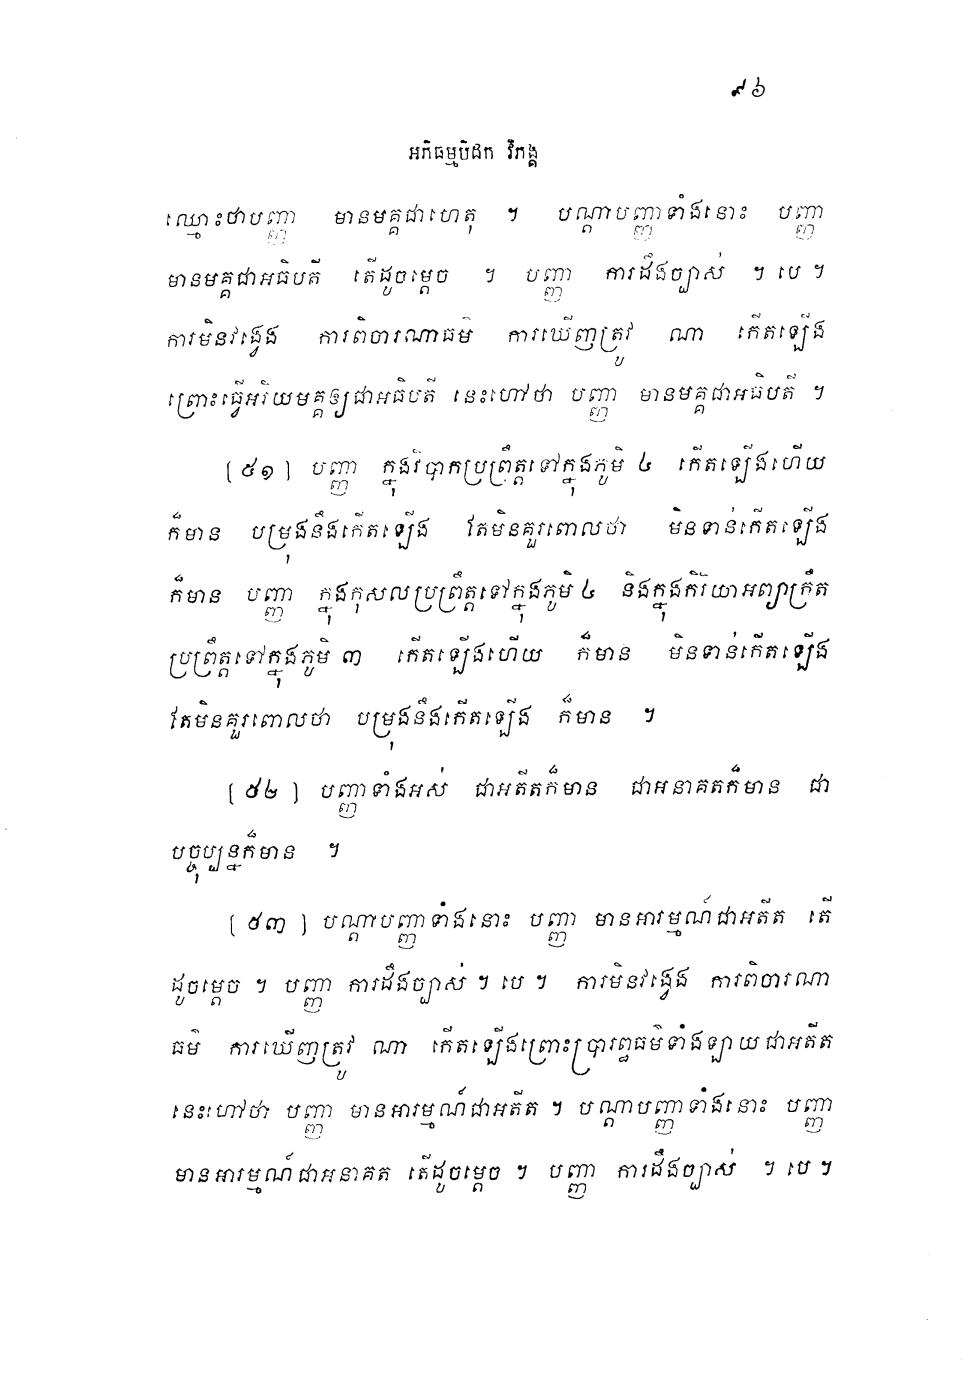 ៩៦
អភិធម្មបិដក វិភង្គ
ឈ្មោះថាបញ្ញា មានមគ្គជាហេតុ ។ បណ្តាបញ្ញាទាំងនោះ បញ្ញា
មានមគ្គជាអធិបតី តើដូចម្តេច ។ បញ្ញា ការដឹងច្បាស់ ។ បេ ។
ការមិនវង្វេង ការពិចារណាធម៌ ការឃើញត្រូវ ណា កើតឡើង
ព្រោះធ្វើអរិយមគ្គឲ្យជាអធិបតី នេះហៅថា បញ្ញា មានមគ្គជាអធិបតី ។
[៥១] បញ្ញា ក្នុងវិបាកប្រព្រឹត្តទៅក្នុងភូមិ ៤ កើតឡើងហើយ
ក៏មាន បម្រុងនឹងកើតឡើង តែមិនគួរពោលថា មិនទាន់កើតឡើង
ក៏មាន បញ្ញា ក្នុងកុសលប្រព្រឹត្តទៅក្នុងភូមិ ៤ និងក្នុងកិរិយាអព្យាក្រឹត
ប្រព្រឹត្តទៅក្នុងភូមិ ៣ កើតឡើងហើយ ក៏មាន មិនទាន់កើតឡើង
តែមិនគួរពោលថា បម្រុងនឹងកើតឡើង ក៏មាន ។
[៥២] បញ្ញាទាំងអស់ ជាអតីតក៏មាន ជាអនាគតក៏មាន ជា
បច្ចុប្បន្នក៏មាន ។
[៥៣] បណ្តាបញ្ញាទាំងនោះ បញ្ញា មានអារម្មណ៍ជាអតីត តើ
ដូចម្តេច ។ បញ្ញា ការដឹងច្បាស់ ។ បេ ។ ការមិនវង្វេង ការពិចារណា
ធម៌ ការឃើញត្រូវ ណា កើតឡើងព្រោះប្រារព្ធធម៌ទាំងឡាយជាអតីត
នេះហៅថា បញ្ញា មានអារម្មណ៍ជាអតីត ។ បណ្តាបញ្ញាទាំងនោះ បញ្ញា
មានអារម្មណ៍ជាអនាគត តើដូចម្តេច ។ បញ្ញា ការដឹងច្បាស់ ។ បេ ។